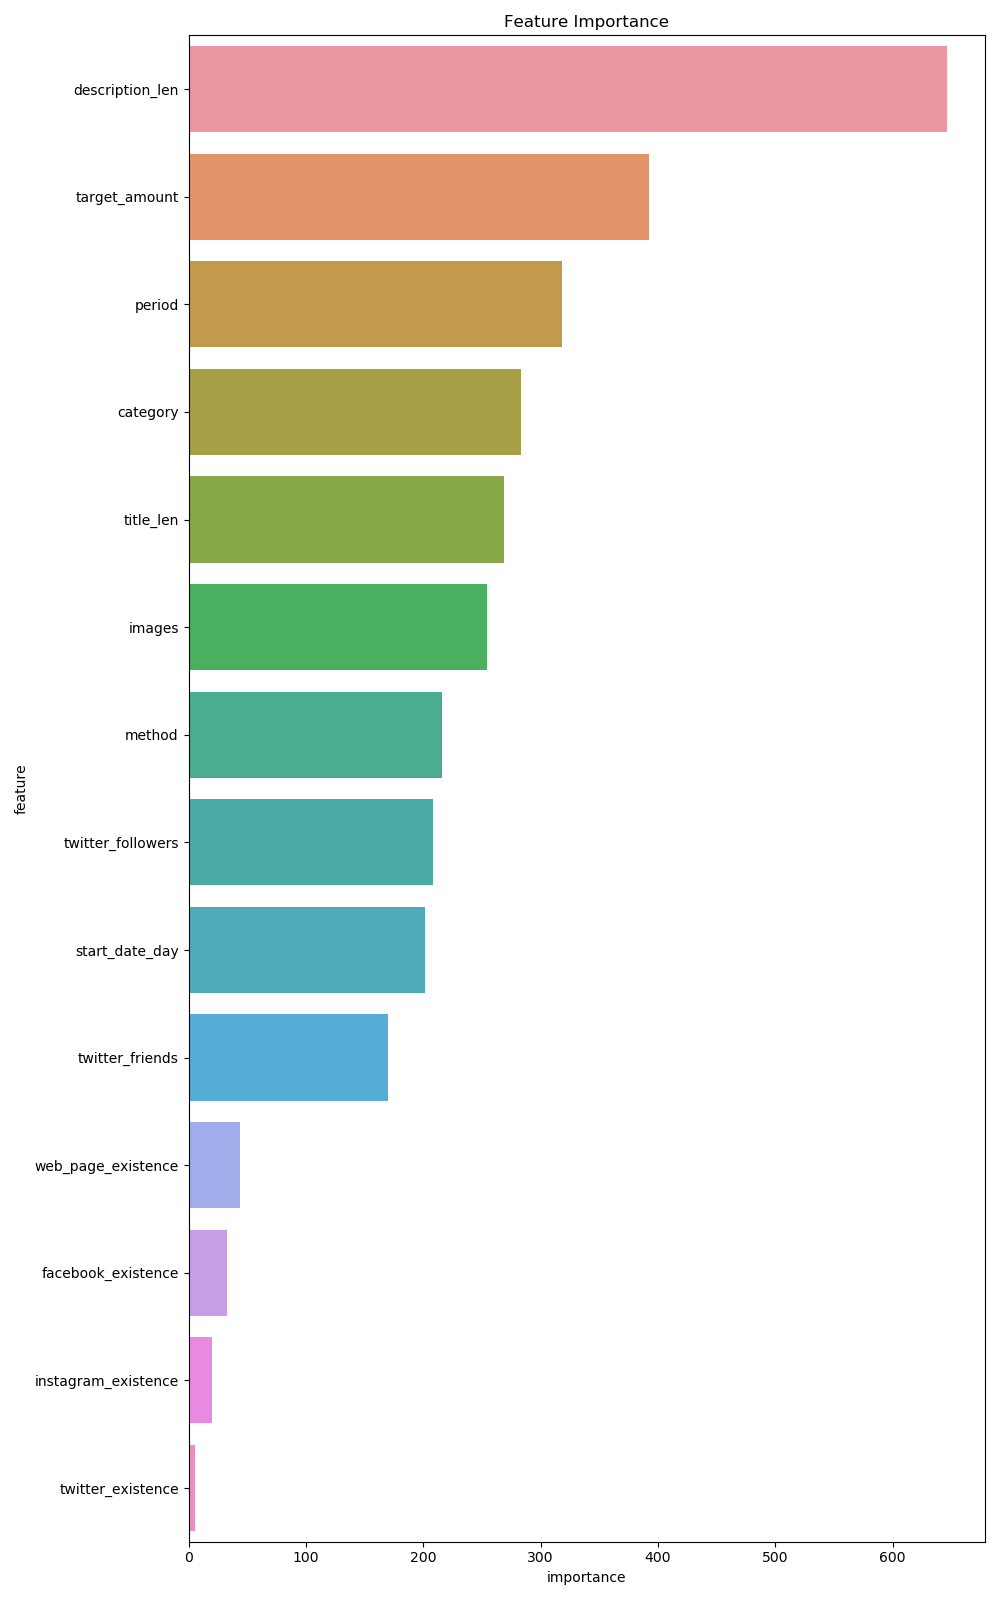 Feature Importance
description_len
target_amount
period
category
title_len
images
method
twitter_followers
start_date_day
twitter_friends
web_page_existence
facebook_existence
instagram_existence
twitter_existence
feature
0 100 200 300 400 500 600
importance